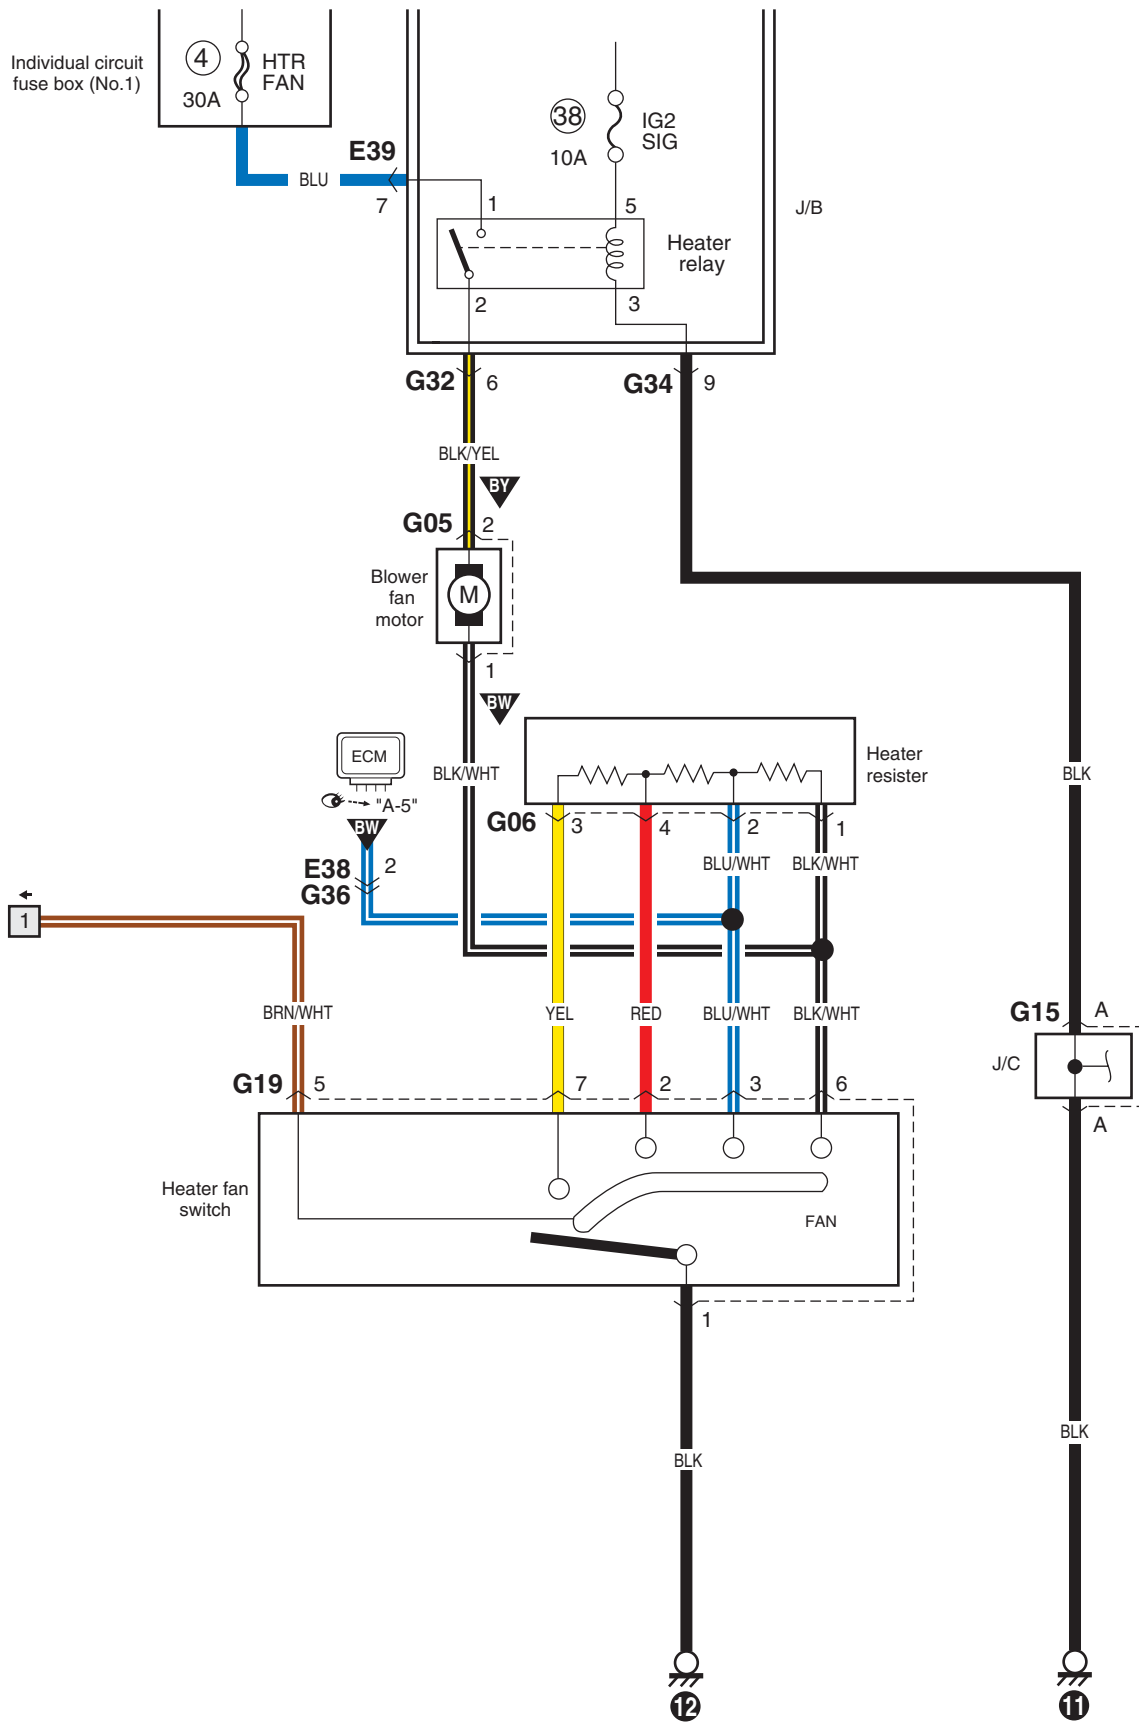 Individual circuit
fuse box (No.1)
4
30A
HTR
FAN
38
10A
IG2
SIG
E39
BLU
7
1
5
J/B
Heater
relay
2
3
G32
6
G34
9
BLK/YEL
BY
G05
2
Blower
fan
motor
M
1
BW
ECM
"A-5"
BLK/WHT
Heater
resister
BLK
BW
G06
3
4
2
1
E38
2
G36
BLU/WHT
BLK/WHT
1
BRN/WHT
YEL
RED
BLU/WHT
BLK/WHT
G15
A
J/C
A
G19
5
7
2
3
6
Heater fan
switch
FAN
1
BLK
BLK
12
11